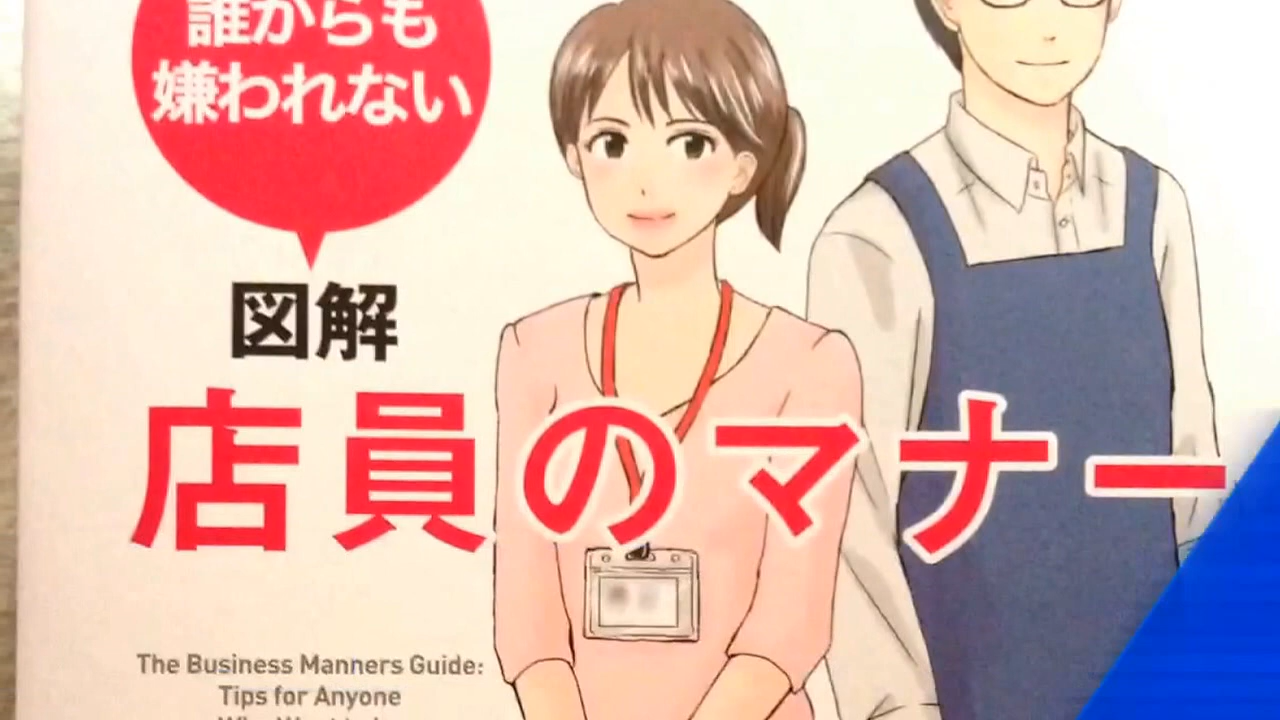 誰からも
嫌われない
図解
店員のマナー
The Business Manners Guide:
Tips for Anyone